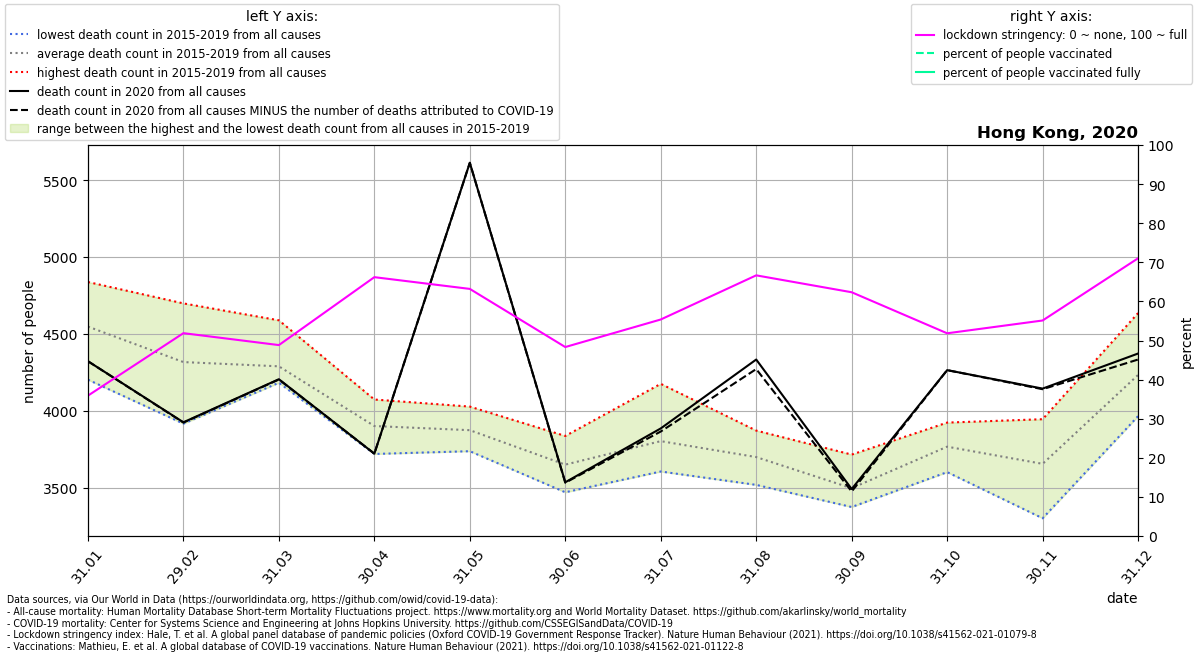 left Y axis:
lowest death count in 2015-2019 from all causes
average death count in 2015-2019 from all causes
highest death count in 2015-2019 from all causes
death count in 2020 from all causes
death count in 2020 from all causes MINUS the number of deaths attributed to COVID-19
range between the highest and the lowest death count from all causes in 2015-2019
right Y axis:
lockdown stringency: 0 ~ none, 100 ~ full
percent of people vaccinated
percent of people vaccinated fully
Hong Kong, 2020
number of people
5500
5000
4500
4000
3500
100
90
80
70
60
50
40
30
20
10
0
percent
31.01
29.02
31.03
30.04
31.05
30.06
31.07
31.08
30.09
31.10
30.11
31.12
date
Data sources, via Our World in Data (https://ourworldindata.org, https://github.com/owid/covid-19-data):
- All-cause mortality: Human Mortality Database Short-term Mortality Fluctuations project. https://www.mortality.org and World Mortality Dataset. https://github.com/akarlinsky/world_mortality
- COVID-19 mortality: Center for Systems Science and Engineering at Johns Hopkins University. https://github.com/CSSEGISandData/COVID-19
- Lockdown stringency index: Hale, T. et al. A global panel database of pandemic policies (Oxford COVID-19 Government Response Tracker). Nature Human Behaviour (2021). https://doi.org/10.1038/s41562-021-01079-8
- Vaccinations: Mathieu, E. et al. A global database of COVID-19 vaccinations. Nature Human Behaviour (2021). https://doi.org/10.1038/s41562-021-01122-8